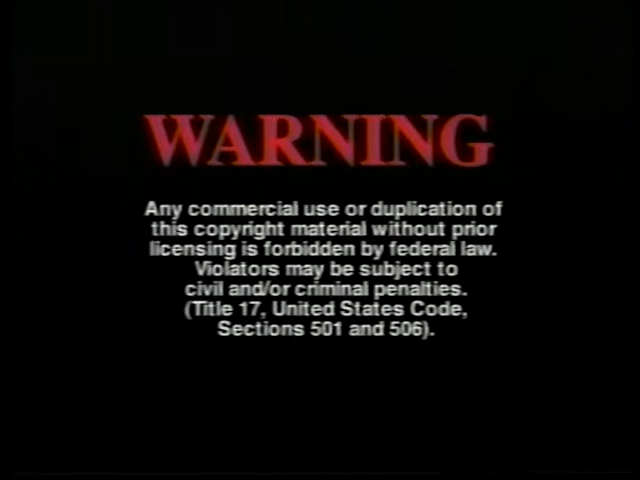 WARNING
Any commercial use or duplication of
this copyright material without prior
licensing is forbidden by federal law.
Violators may be subject to
civil and/or criminal penalties.
(Title 17, United States Code,
Sections 501 and 506).